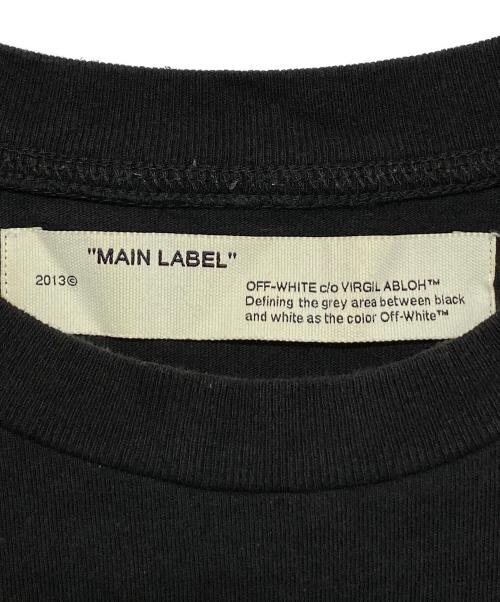 "MAIN LABEL"
2013©
OFF-WHITE c/o VIRGIL ABLOH™
Defining the grey area between black
and white as the color Off-White™